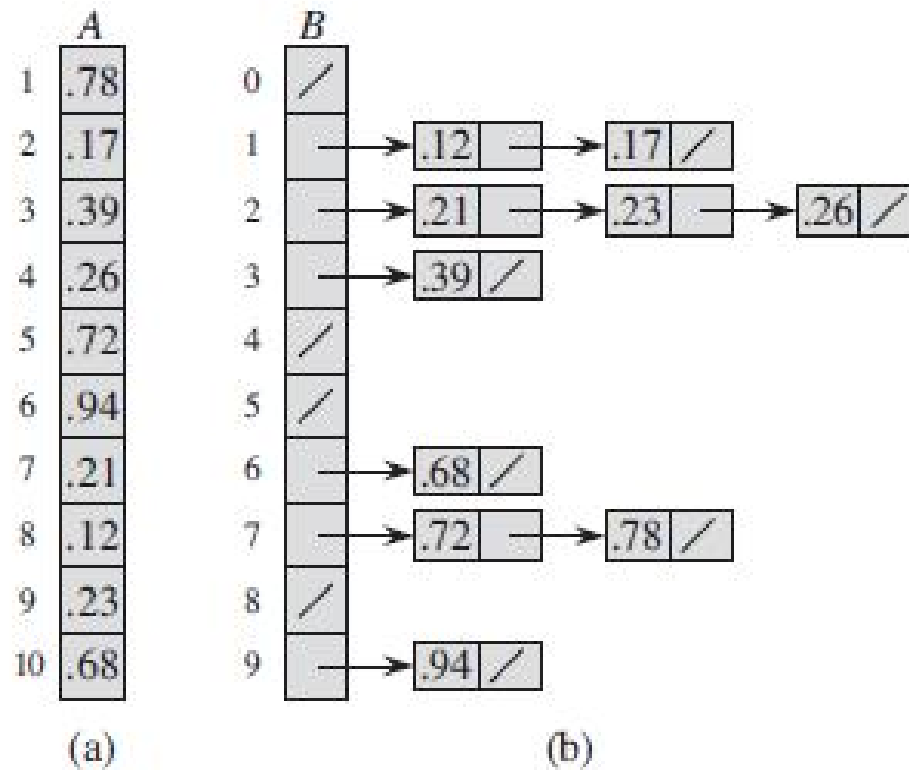 A B
1 .78 0 /
2 .17 1 .12 .17 /
3 .39 2 .21 .23 .26 /
4 .26 3 .39 /
5 .72 4 /
6 .94 5 /
7 .21 6 .68 /
8 .12 7 .72 .78 /
9 .23 8 /
10 .68 9 .94 /
(a) (b)